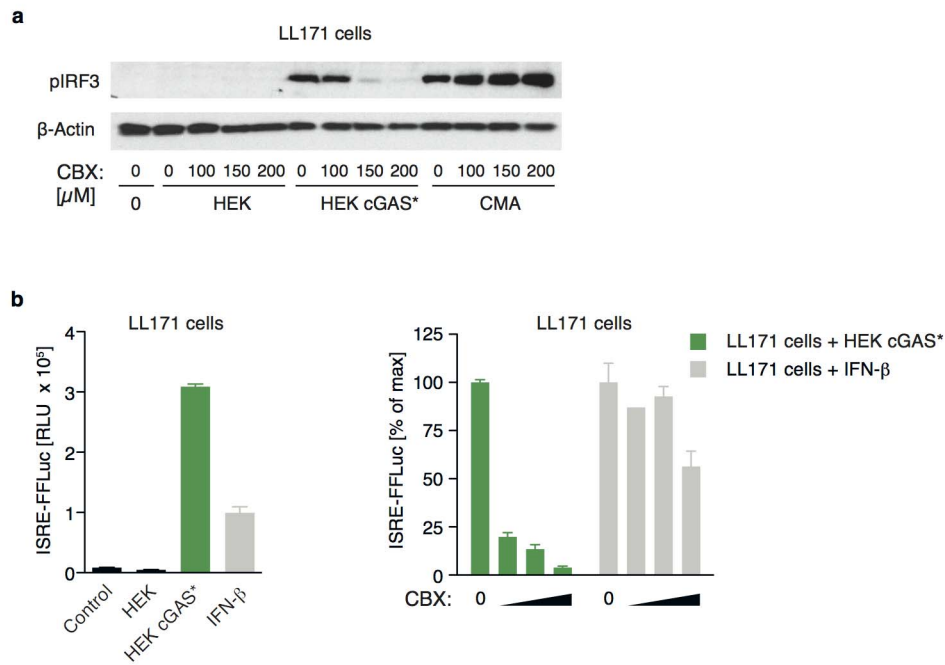 a
LL171 cells
pIRF3
β-Actin
CBX: 0 0 100 150 200 0 100 150 200 0 100 150 200
[µM] 0 HEK HEK cGAS* CMA
b
LL171 cells
ISRE-FFLuc [RLU x 10⁵]
4
3
2
1
0
Control
HEK
HEK cGAS*
IFN-β
LL171 cells
ISRE-FFLuc [% of max]
125
100
75
50
25
0
CBX: 0 0
LL171 cells + HEK cGAS*
LL171 cells + IFN-β